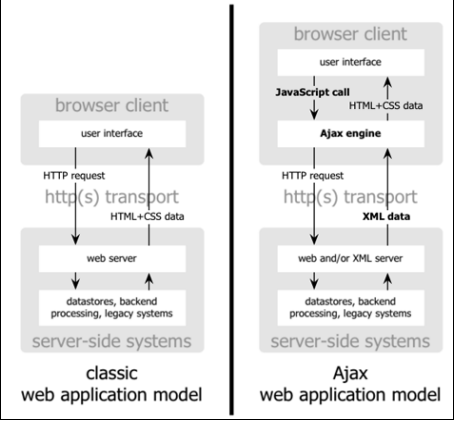 browser client
user interface
HTTP request
http(s) transport
HTML+CSS data
web server
datastores, backend
processing, legacy systems
server-side systems
classic
web application model
browser client
user interface
JavaScript call
HTML+CSS data
Ajax engine
HTTP request
http(s) transport
XML data
web and/or XML server
datastores, backend
processing, legacy systems
server-side systems
Ajax
web application model